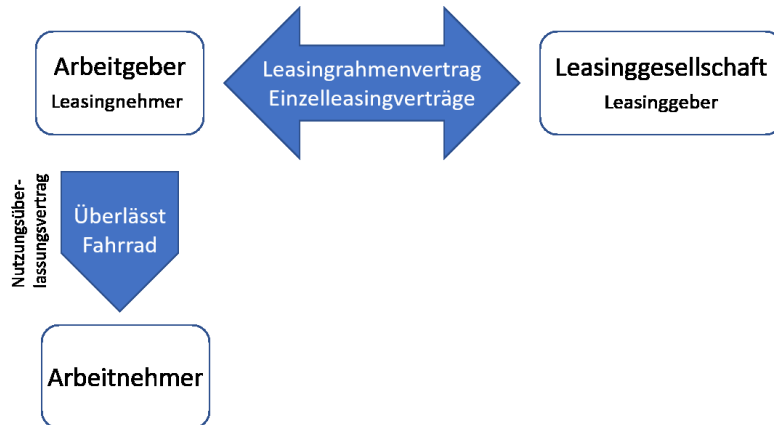 Arbeitgeber
Leasingnehmer
Leasingrahmenvertrag
Einzelleasingverträge
Leasinggesellschaft
Leasinggeber
Nutzungsüber-
lassungsvertrag
Überlässt
Fahrrad
Arbeitnehmer